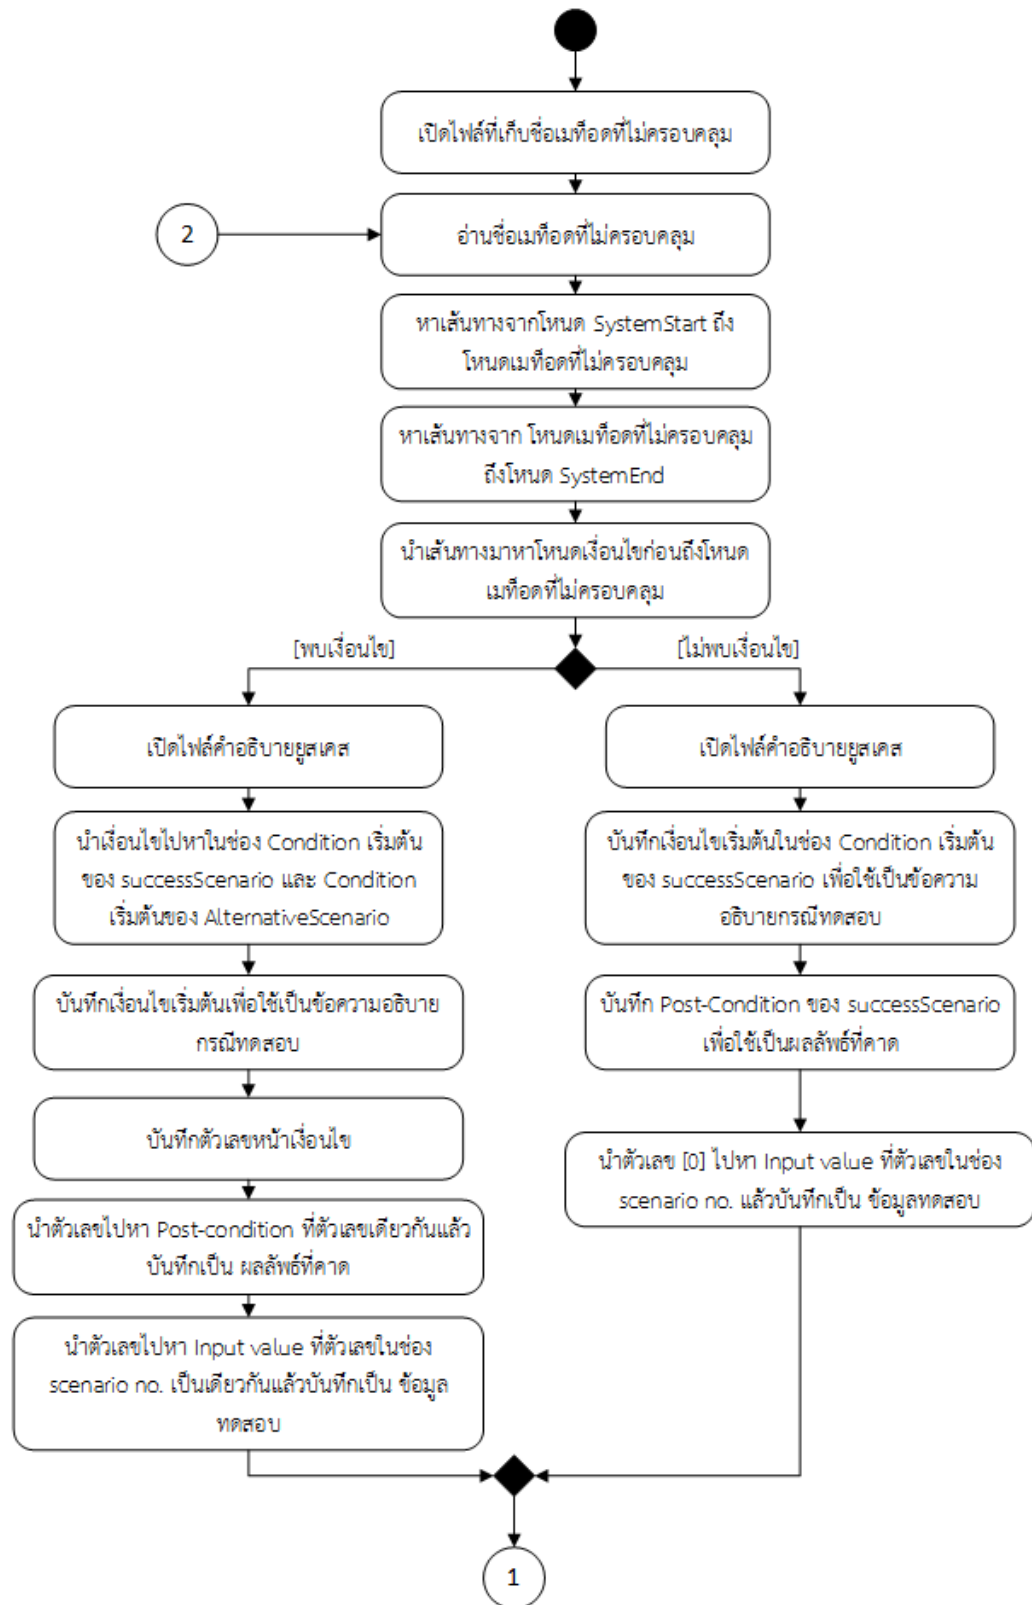 เปิดไฟล์ที่เก็บชื่อเมท็อดที่ไม่ครอบคลุม
2
อ่านชื่อเมท็อดที่ไม่ครอบคลุม
หาเส้นทางจากโหนด SystemStart ถึง
โหนดเมท็อดที่ไม่ครอบคลุม
หาเส้นทางจาก โหนดเมท็อดที่ไม่ครอบคลุม
ถึงโหนด SystemEnd
นำเส้นทางมาหาโหนดเงื่อนไขก่อนถึงโหนด
เมท็อดที่ไม่ครอบคลุม
[พบเงื่อนไข]
[ไม่พบเงื่อนไข]
เปิดไฟล์คำอธิบายยูสเคส
นำเงื่อนไขไปหาในช่อง Condition เริ่มต้น
ของ successScenario และ Condition
เริ่มต้นของ AlternativeScenario
บันทึกเงื่อนไขเริ่มต้นเพื่อใช้เป็นข้อความอธิบาย
กรณีทดสอบ
บันทึกตัวเลขหน้าเงื่อนไข
นำตัวเลขไปหา Post-condition ที่ตัวเลขเดียวกันแล้ว
บันทึกเป็น ผลลัพธ์ที่คาด
นำตัวเลขไปหา Input value ที่ตัวเลขในช่อง
scenario no. เป็นเดียวกันแล้วบันทึกเป็น ข้อมูล
ทดสอบ
เปิดไฟล์คำอธิบายยูสเคส
บันทึกเงื่อนไขเริ่มต้นในช่อง Condition เริ่มต้น
ของ successScenario เพื่อใช้เป็นข้อความ
อธิบายกรณีทดสอบ
บันทึก Post-Condition ของ successScenario
เพื่อใช้เป็นผลลัพธ์ที่คาด
นำตัวเลข [0] ไปหา Input value ที่ตัวเลขในช่อง
scenario no. แล้วบันทึกเป็น ข้อมูลทดสอบ
1